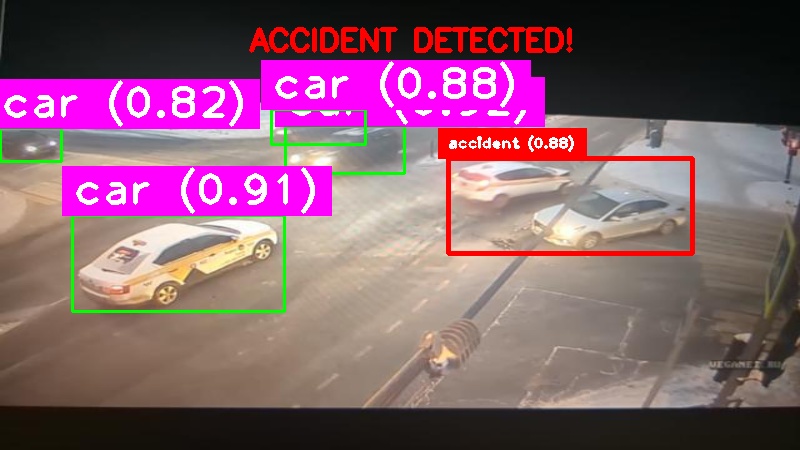 ACCIDENT DETECTED!
car (0.88)
car (0.82)
accident (0.88)
car (0.91)